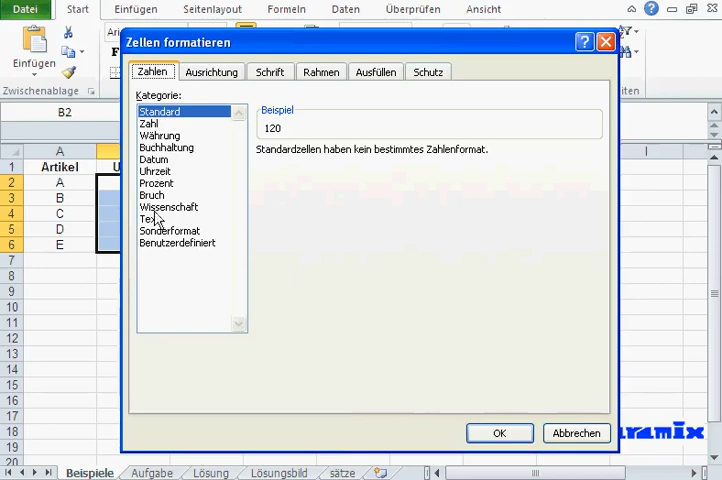 Datei Start Einfügen Seitenlayout Formeln Daten Überprüfen Ansicht
Einfügen
F
Zwischenablage
B2
Zellen formatieren
Zahlen Ausrichtung Schrift Rahmen Ausfüllen Schutz
Kategorie:
Standard
Zahl
Währung
Buchhaltung
Datum
Uhrzeit
Prozent
Bruch
Wissenschaft
Text
Sonderformat
Benutzerdefiniert
Beispiel
120
Standardzellen haben kein bestimmtes Zahlenformat.
OK Abbrechen
A I
1 Artikel U
2 A
3 B
4 C
5 D
6 E
7
8
9
10
11
12
13
14
15
16
17
18
19
20
Beispiele Aufgabe Lösung Lösungsbild sätze